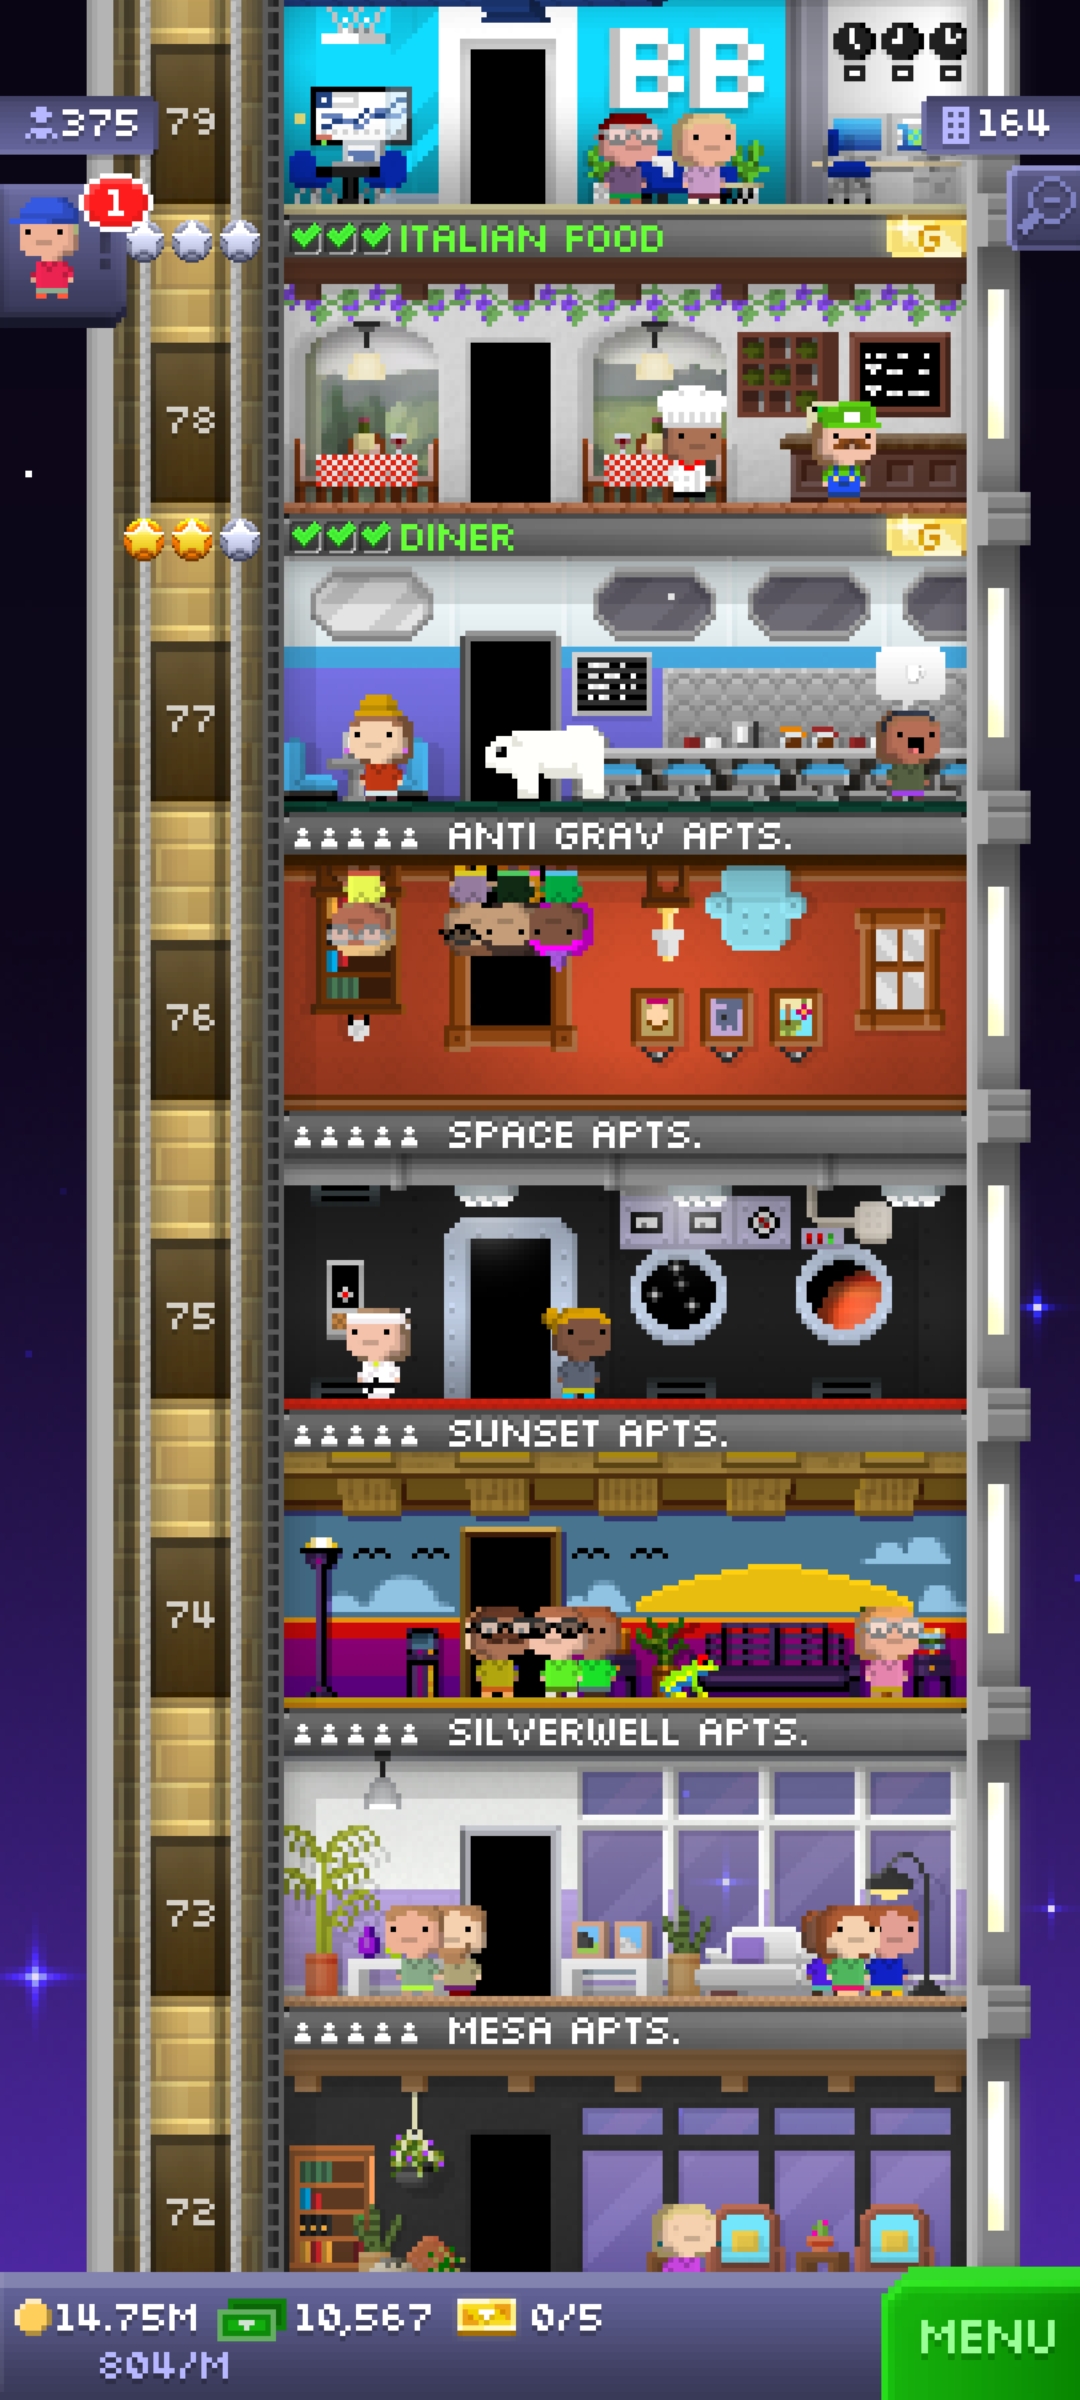 BB
79
375
164
1
ITALIAN FOOD
G
78
DINER
G
77
ANTI GRAV APTS.
76
SPACE APTS.
75
SUNSET APTS.
74
SILVERWELL APTS.
73
MESA APTS.
72
14.75M 10,567 0/5
804/M
MENU